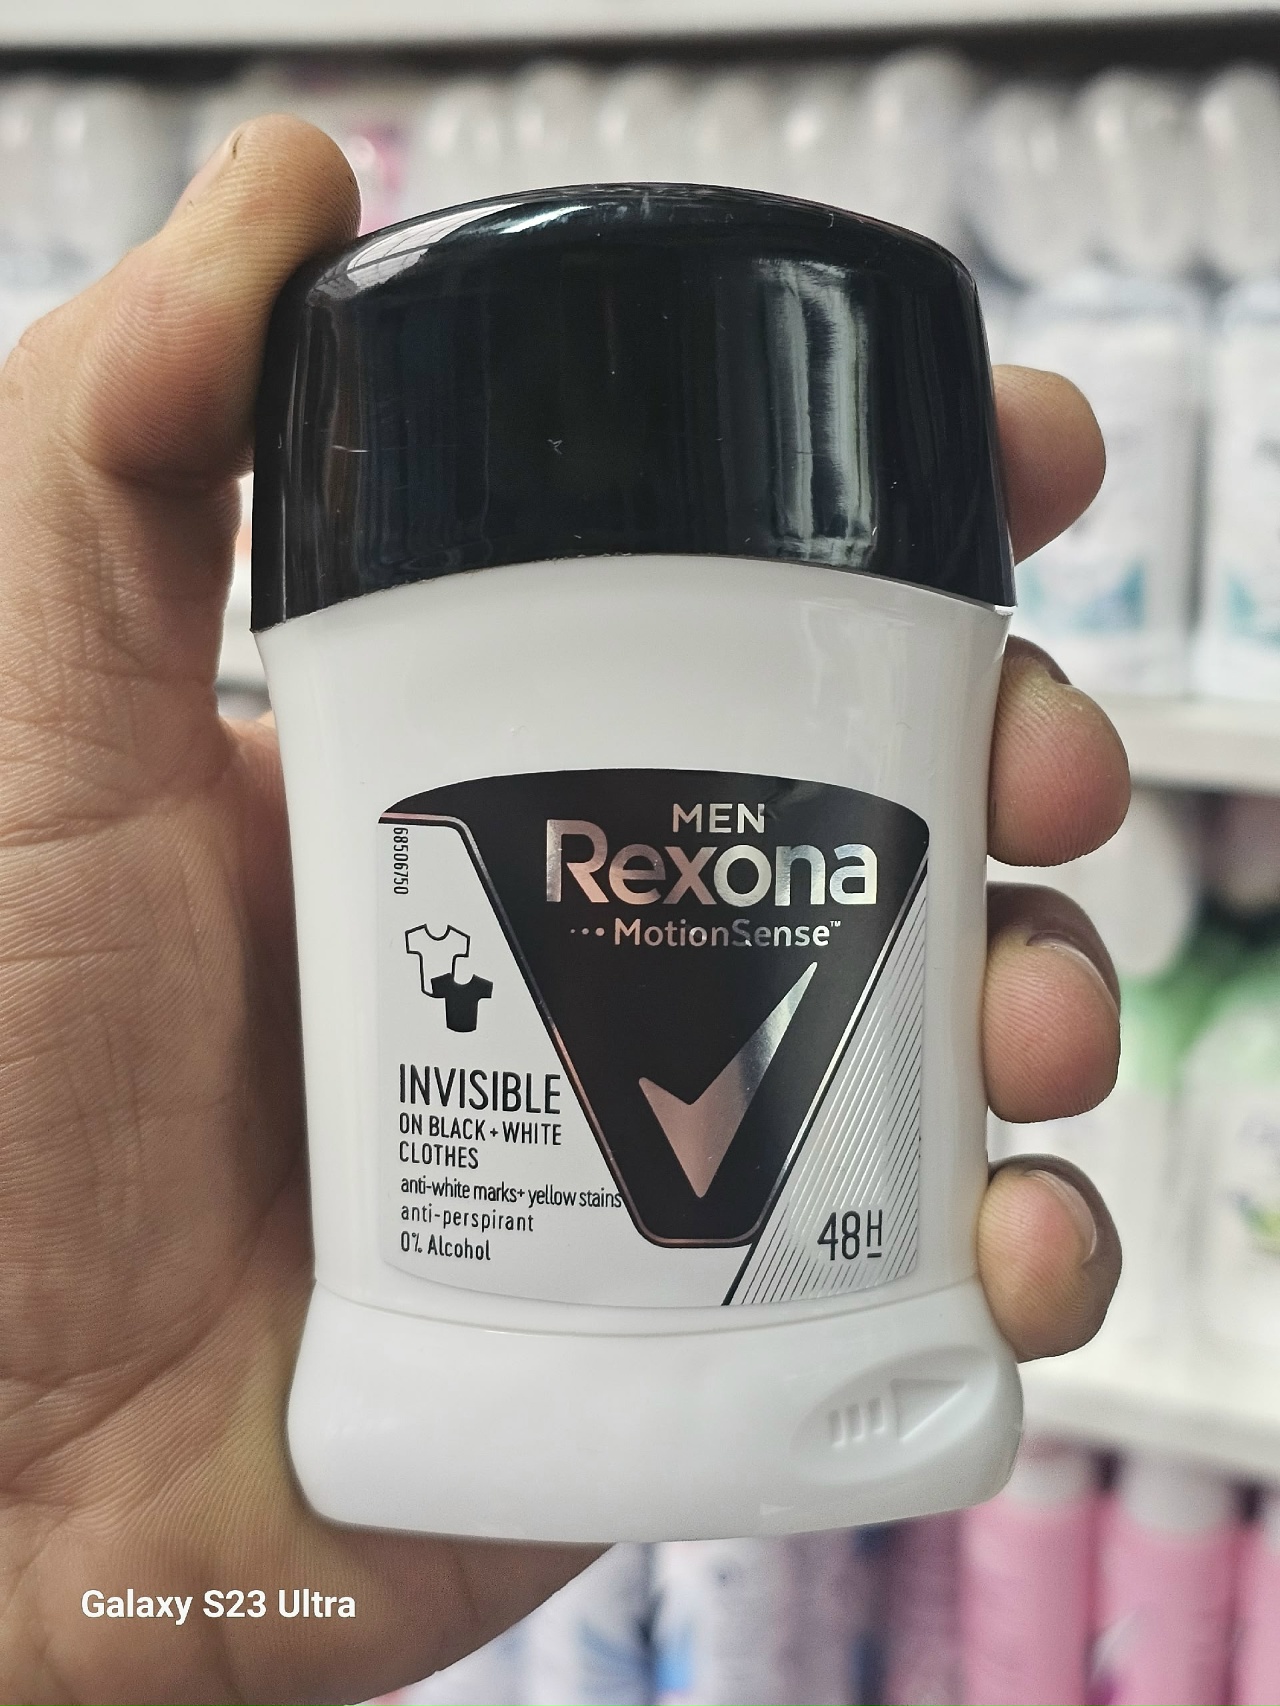 MEN
Rexona
MotionSense™
68506750
INVISIBLE
ON BLACK + WHITE
CLOTHES
anti-white marks+ yellow stains
anti-perspirant
0% Alcohol
48H
Galaxy S23 Ultra